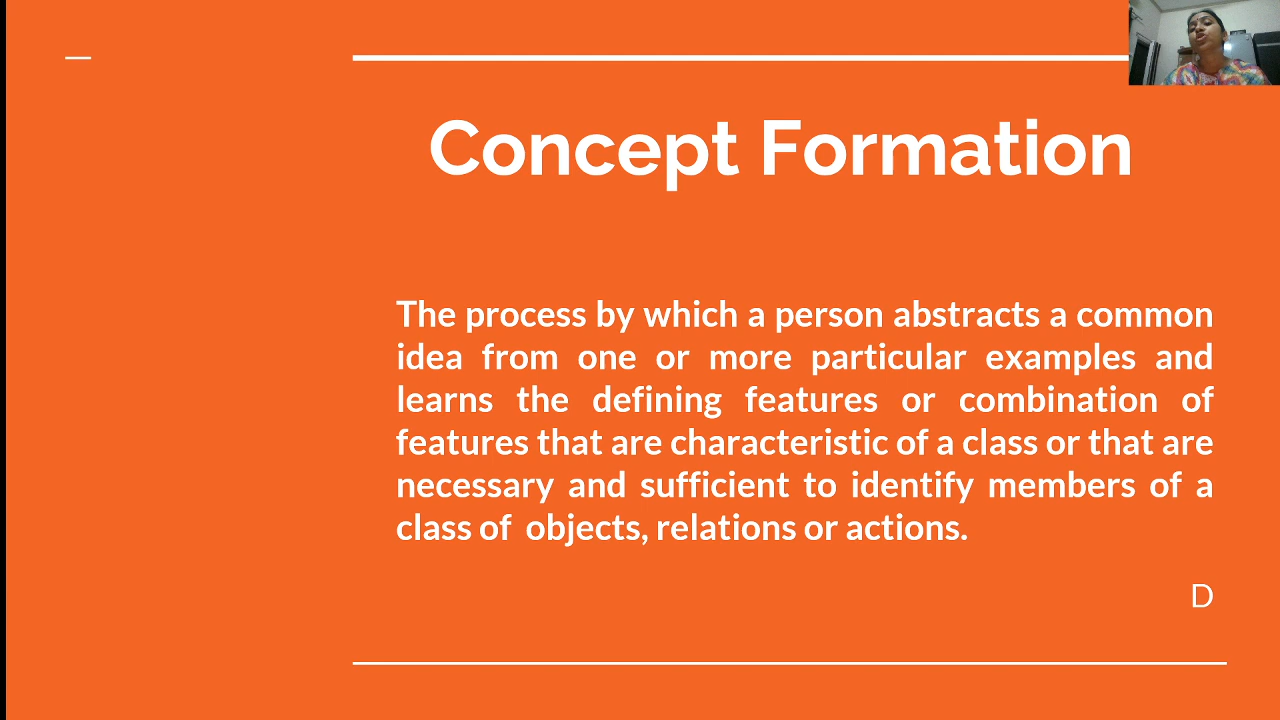 Concept Formation
The process by which a person abstracts a common
idea from one or more particular examples and
learns the defining features or combination of
features that are characteristic of a class or that are
necessary and sufficient to identify members of a
class of  objects, relations or actions.
D